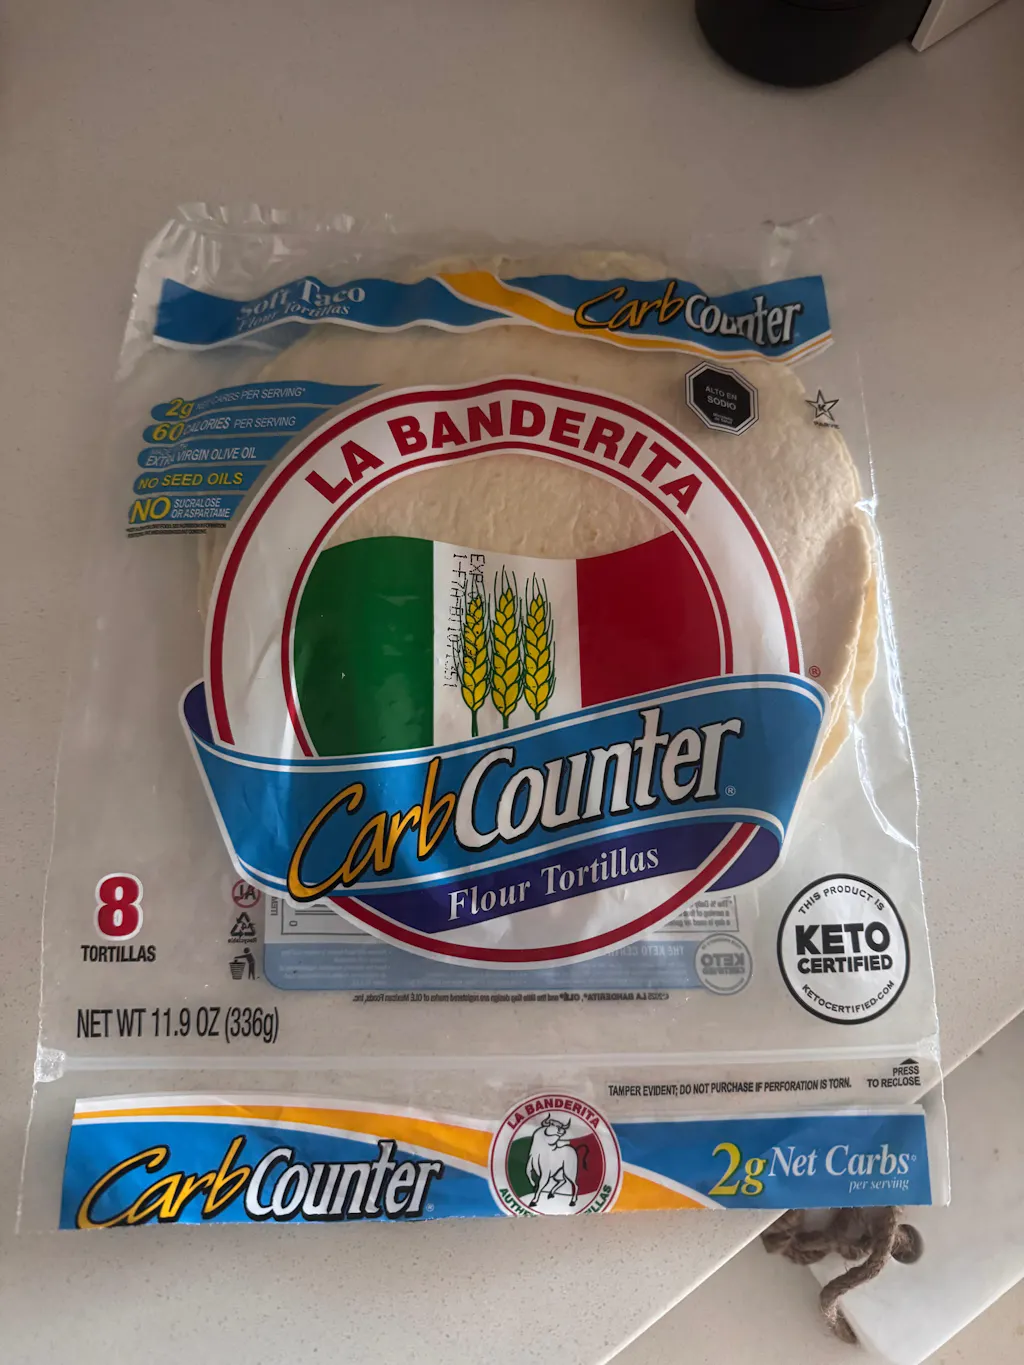 Soft Taco
Flour Tortillas
CarbCounter
2g NET CARBS PER SERVING*
60 CALORIES PER SERVING
EXTRA VIRGIN OLIVE OIL
NO SEED OILS
NO SUCRALOSE
OR ASPARTAME
ALTO EN
SODIO
K
PAREVE
LA BANDERITA
EXP
®
CarbCounter®
Flour Tortillas
8
TORTILLAS
NET WT 11.9 OZ (336g)
THIS PRODUCT IS
KETO
CERTIFIED
KETOCERTIFIED.COM
KETO
TAMPER EVIDENT; DO NOT PURCHASE IF PERFORATION IS TORN.
PRESS
TO RECLOSE
CarbCounter®
LA BANDERITA
2g Net Carbs*
per serving